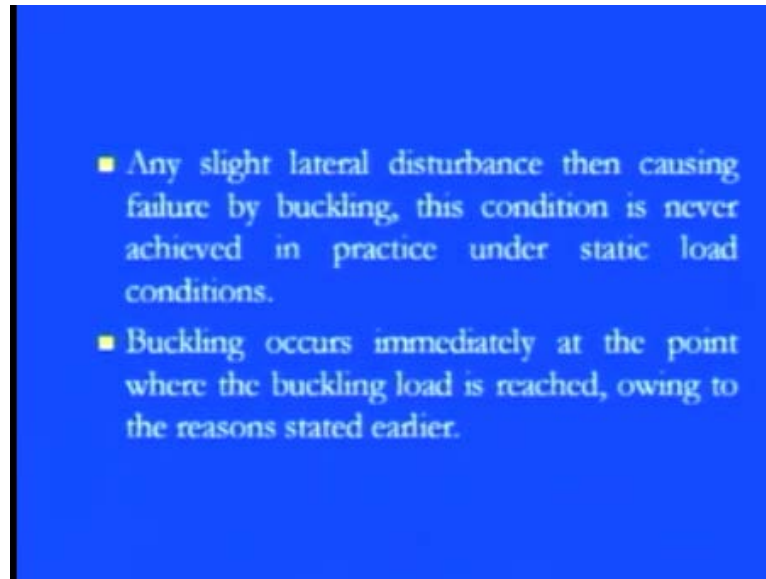 Any slight lateral disturbance then causing
failure by buckling, this condition is never
achieved in practice under static load
conditions.
Buckling occurs immediately at the point
where the buckling load is reached, owing to
the reasons stated earlier.